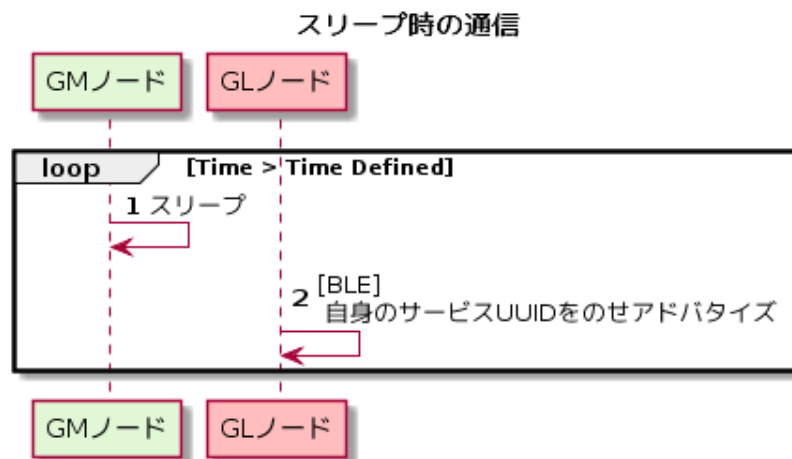 スリープ時の通信
GMノード GLノード
loop [Time > Time Defined]
1 スリープ
2 [BLE]
自身のサービスUUIDをのせアドバタイズ
GMノード GLノード